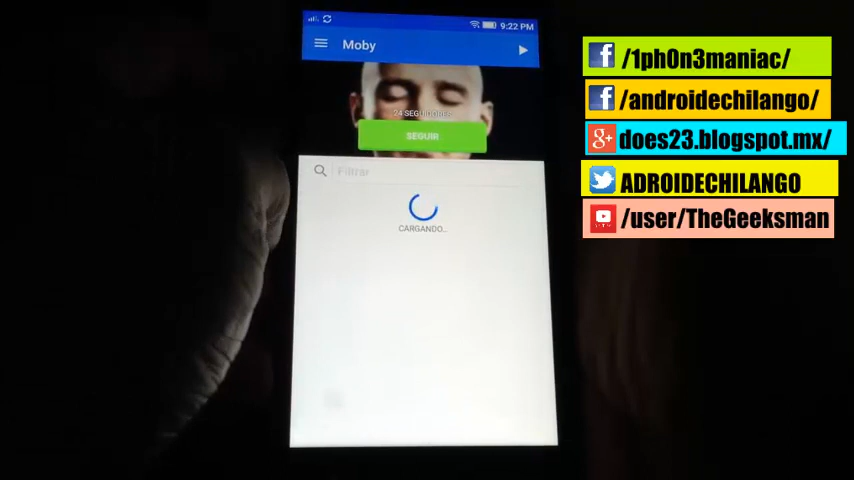 9:22 PM
Moby
24 SEGUIDORES
SEGUIR
Filtrar
CARGANDO...
/1ph0n3maniac/
/androidechilango/
does23.blogspot.mx/
ADROIDECHILANGO
/user/TheGeeksman